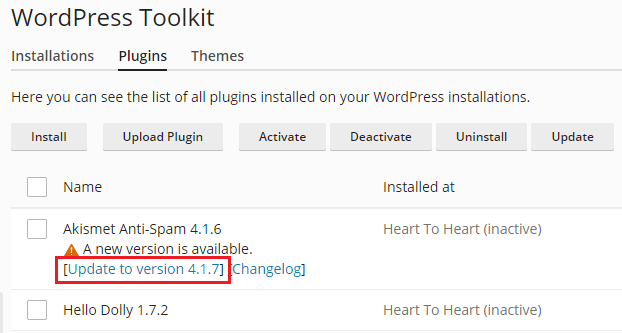 WordPress Toolkit
Installations Plugins Themes
Here you can see the list of all plugins installed on your WordPress installations.
Install Upload Plugin Activate Deactivate Uninstall Update
Name Installed at
Akismet Anti-Spam 4.1.6 Heart To Heart (inactive)
A new version is available.
[Update to version 4.1.7] [Changelog]
Hello Dolly 1.7.2 Heart To Heart (inactive)